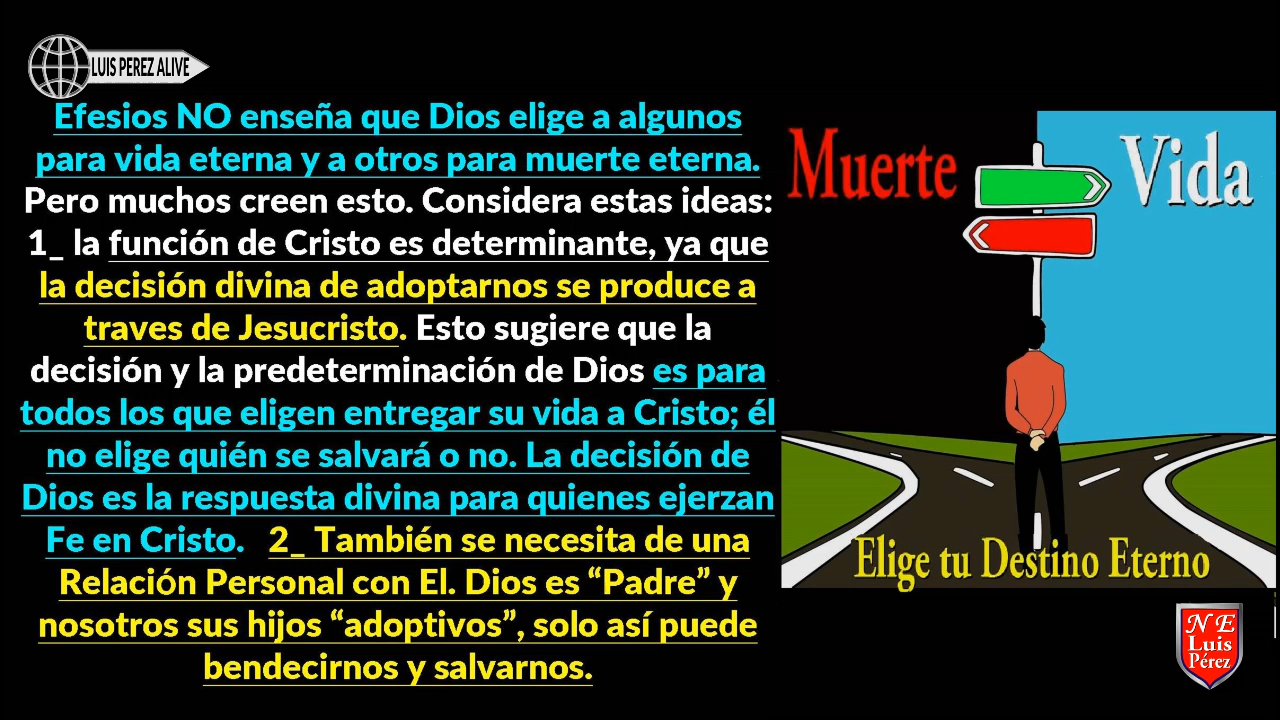 LUIS PEREZ ALIVE
Efesios NO enseña que Dios elige a algunos
para vida eterna y a otros para muerte eterna.
Pero muchos creen esto. Considera estas ideas:
1_ la función de Cristo es determinante, ya que
la decisión divina de adoptarnos se produce a
traves de Jesucristo. Esto sugiere que la
decisión y la predeterminación de Dios es para
todos los que eligen entregar su vida a Cristo; él
no elige quién se salvará o no. La decisión de
Dios es la respuesta divina para quienes ejerzan
Fe en Cristo. 2_ También se necesita de una
Relación Personal con El. Dios es “Padre” y
nosotros sus hijos “adoptivos”, solo así puede
bendecirnos y salvarnos.
Muerte
Vida
Elige tu Destino Eterno
N E
Luis
Pérez